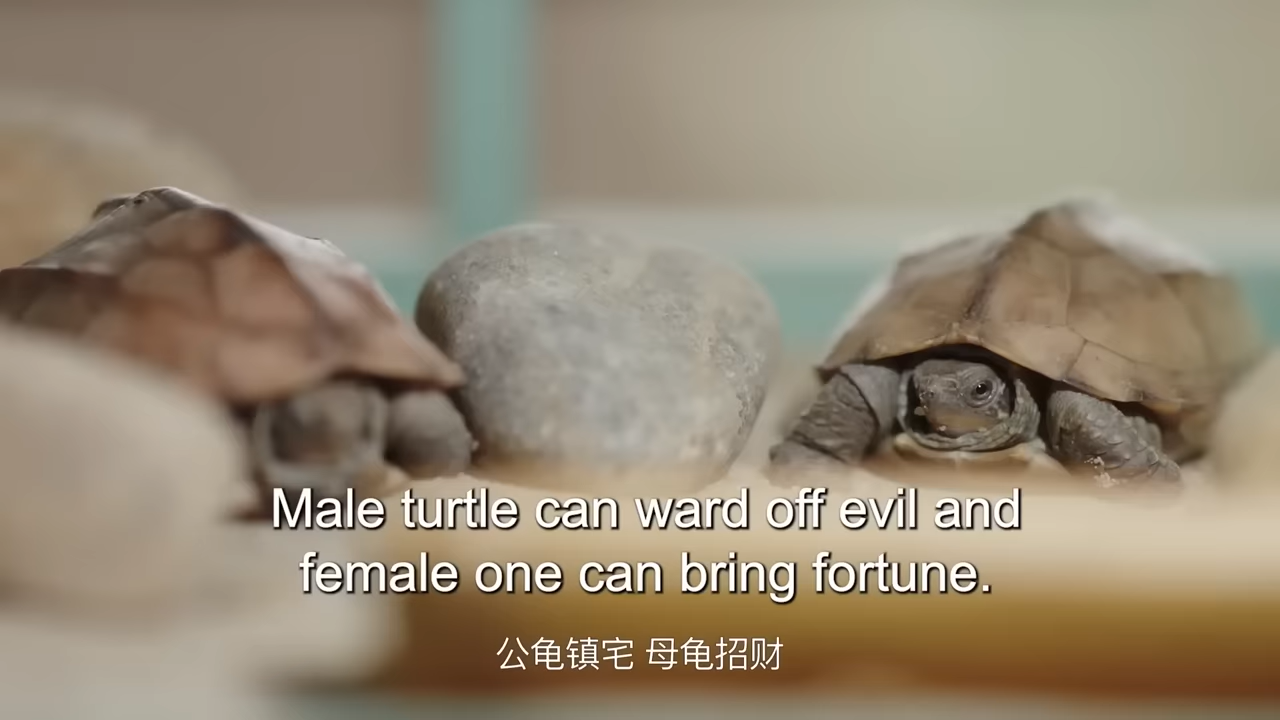 Male turtle can ward off evil and
female one can bring fortune.
公龟镇宅 母龟招财